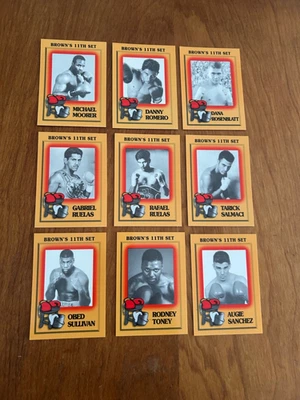 BROWN'S 11TH SET
MICHAEL
MOORER
BROWN'S 11TH SET
DANNY
ROMERO
BROWN'S 11TH SET
DANA
ROSENBLATT
BROWN'S 11TH SET
GABRIEL
RUELAS
BROWN'S 11TH SET
RAFAEL
RUELAS
BROWN'S 11TH SET
TARICK
SALMACI
BROWN'S 11TH SET
OBED
SULLIVAN
BROWN'S 11TH SET
RODNEY
TONEY
BROWN'S 11TH SET
AUGIE
SANCHEZ